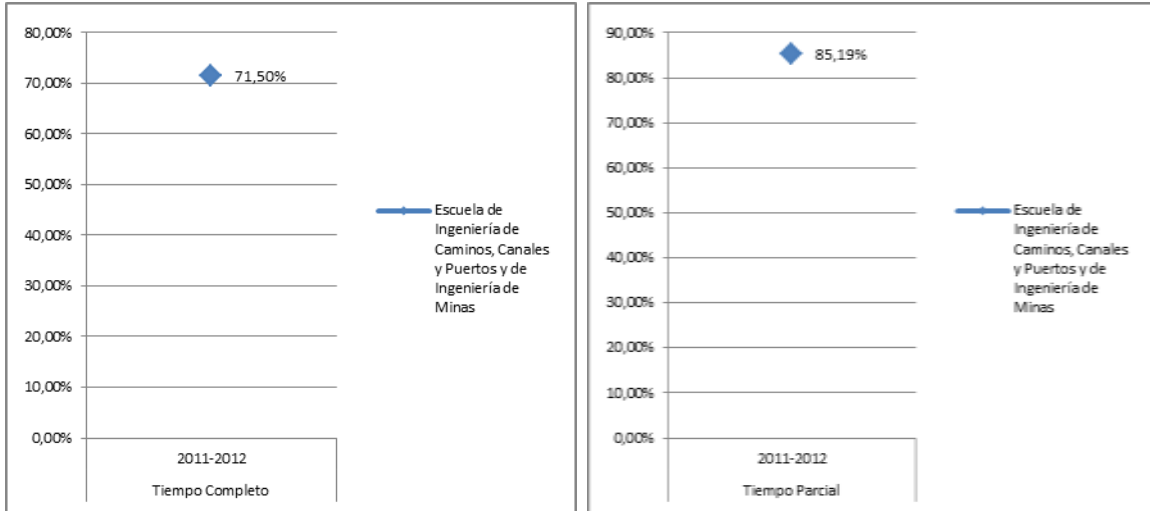 80,00%
70,00%
60,00%
50,00%
40,00%
30,00%
20,00%
10,00%
0,00%
71,50%
2011-2012
Tiempo Completo
Escuela de
Ingeniería de
Caminos, Canales
y Puertos y de
Ingeniería de
Minas
90,00%
80,00%
70,00%
60,00%
50,00%
40,00%
30,00%
20,00%
10,00%
0,00%
85,19%
2011-2012
Tiempo Parcial
Escuela de
Ingeniería de
Caminos, Canales
y Puertos y de
Ingeniería de
Minas